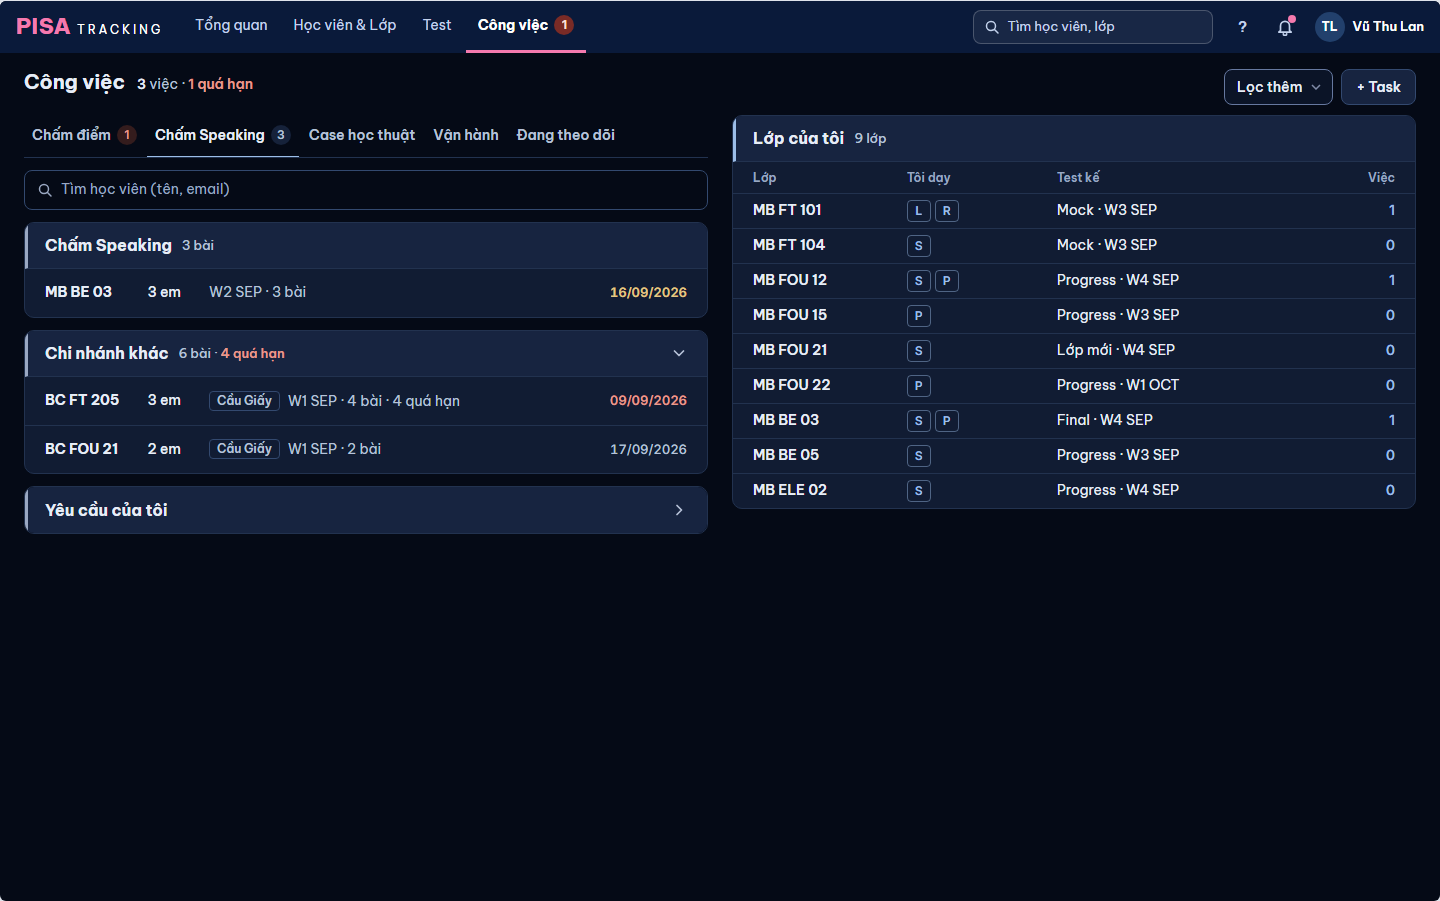 PISA TRACKING Tổng quan Học viên & Lớp Test Công việc 1 Tìm học viên, lớp ? TL Vũ Thu Lan
Công việc 3 việc · 1 quá hạn Lọc thêm + Task
Chấm điểm 1 Chấm Speaking 3 Case học thuật Vận hành Đang theo dõi
Tìm học viên (tên, email)
Chấm Speaking 3 bài
MB BE 03 3 em W2 SEP · 3 bài 16/09/2026
Chi nhánh khác 6 bài · 4 quá hạn
BC FT 205 3 em Cầu Giấy W1 SEP · 4 bài · 4 quá hạn 09/09/2026
BC FOU 21 2 em Cầu Giấy W1 SEP · 2 bài 17/09/2026
Yêu cầu của tôi
Lớp của tôi 9 lớp
Lớp Tôi dạy Test kế Việc
MB FT 101 L R Mock · W3 SEP 1
MB FT 104 S Mock · W3 SEP 0
MB FOU 12 S P Progress · W4 SEP 1
MB FOU 15 P Progress · W3 SEP 0
MB FOU 21 S Lớp mới · W4 SEP 0
MB FOU 22 P Progress · W1 OCT 0
MB BE 03 S P Final · W4 SEP 1
MB BE 05 S Progress · W3 SEP 0
MB ELE 02 S Progress · W4 SEP 0